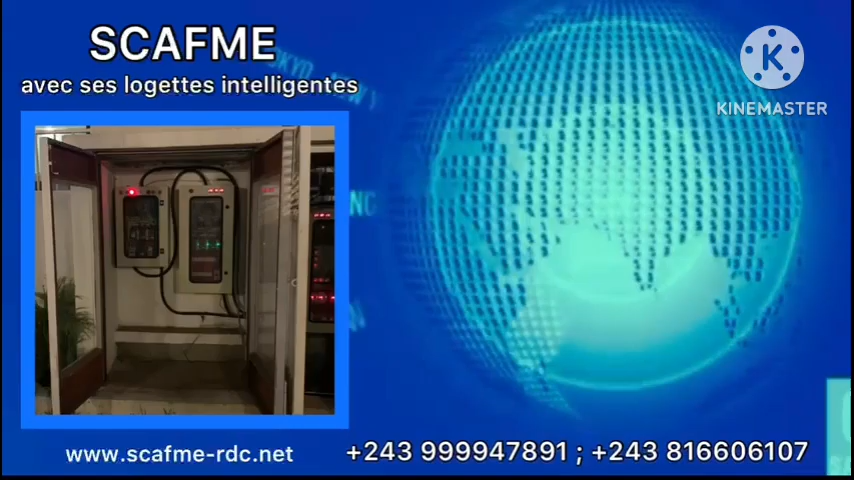 SCAFME
avec ses logettes intelligentes
KINEMASTER
www.scafme-rdc.net
+243 999947891 ; +243 816606107